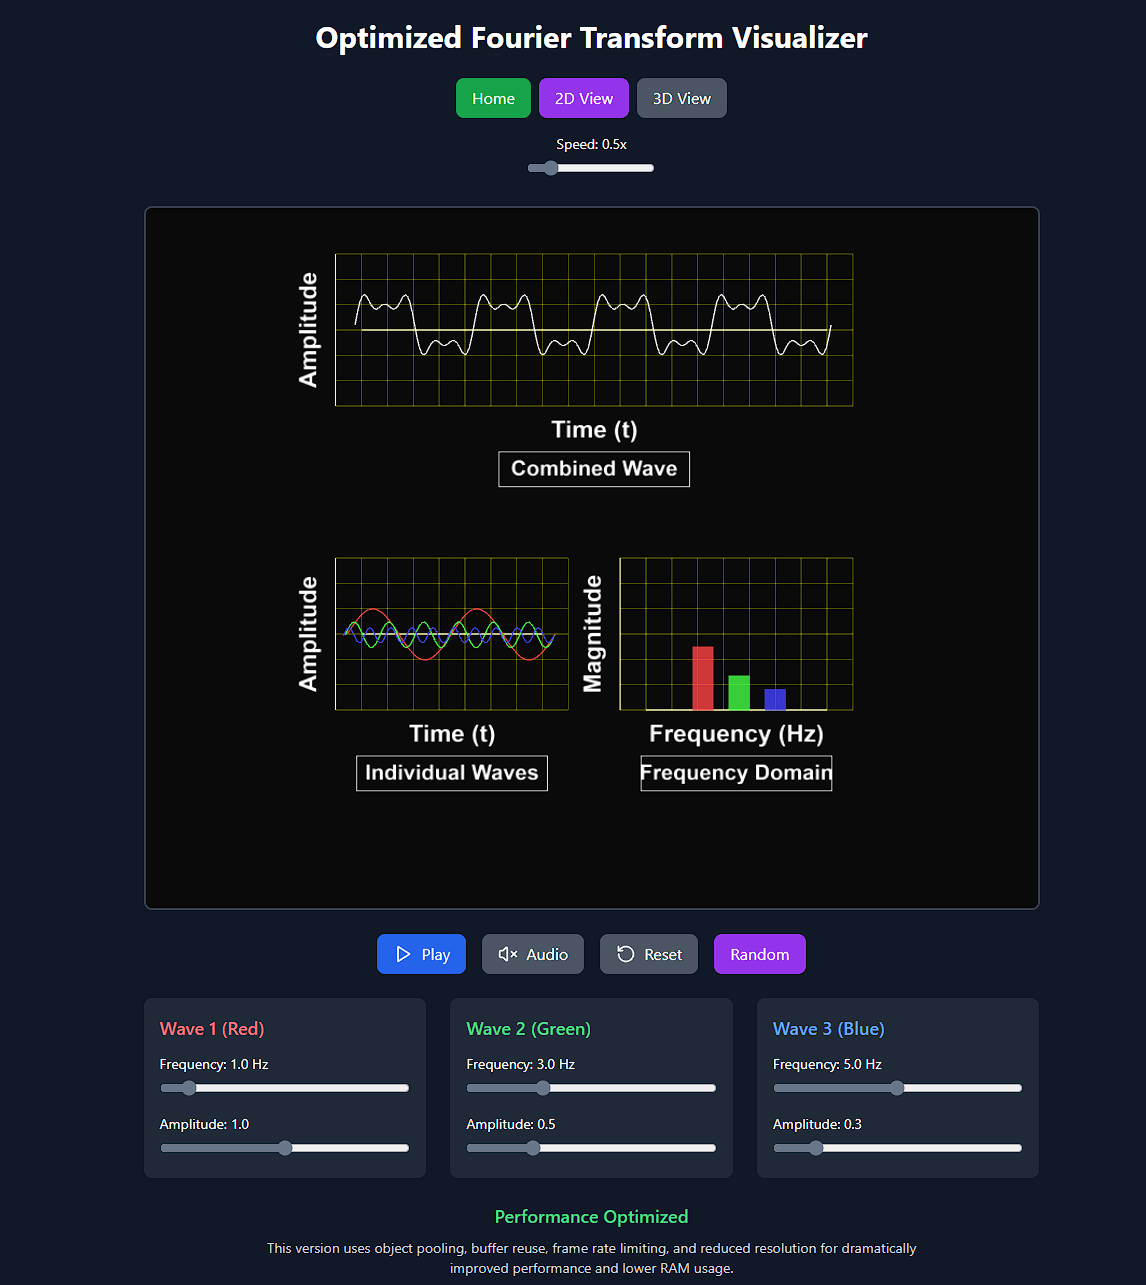 Optimized Fourier Transform Visualizer
Home
2D View
3D View
Speed: 0.5x
Amplitude
Time (t)
Combined Wave
Amplitude
Time (t)
Individual Waves
Magnitude
Frequency (Hz)
Frequency Domain
Play
Audio
Reset
Random
Wave 1 (Red)
Frequency: 1.0 Hz
Amplitude: 1.0
Wave 2 (Green)
Frequency: 3.0 Hz
Amplitude: 0.5
Wave 3 (Blue)
Frequency: 5.0 Hz
Amplitude: 0.3
Performance Optimized
This version uses object pooling, buffer reuse, frame rate limiting, and reduced resolution for dramatically
improved performance and lower RAM usage.